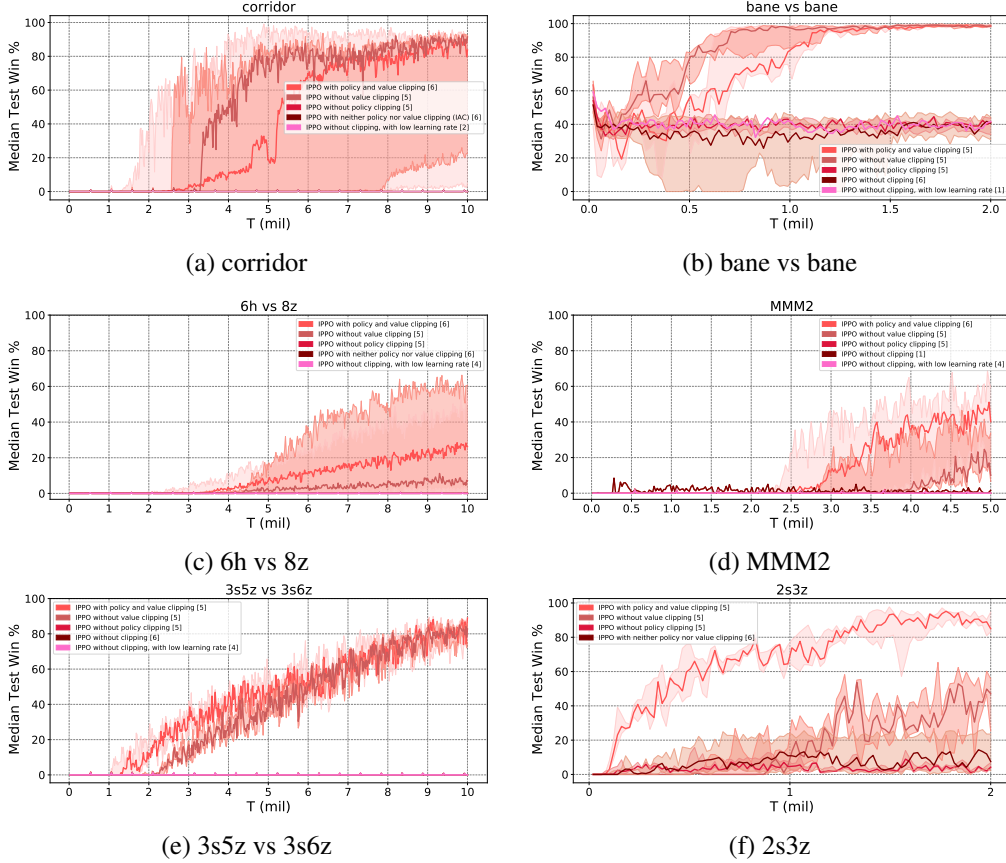 corridor
Median Test Win %
100
80
60
40
20
0
0 1 2 3 4 5 6 7 8 9 10
T (mil)
IPPO with policy and value clipping [6]
IPPO without value clipping [5]
IPPO without policy clipping [5]
IPPO with neither policy nor value clipping (IAC) [6]
IPPO without clipping, with low learning rate [2]
(a) corridor
bane vs bane
Median Test Win %
100
80
60
40
20
0
0.0 0.5 1.0 1.5 2.0
T (mil)
IPPO with policy and value clipping [5]
IPPO without value clipping [5]
IPPO without policy clipping [5]
IPPO without clipping [6]
IPPO without clipping, with low learning rate [1]
(b) bane vs bane
6h vs 8z
Median Test Win %
100
80
60
40
20
0
0 1 2 3 4 5 6 7 8 9 10
T (mil)
IPPO with policy and value clipping [6]
IPPO without value clipping [5]
IPPO without policy clipping [5]
IPPO with neither policy nor value clipping [6]
IPPO without clipping, with low learning rate [4]
(c) 6h vs 8z
MMM2
Median Test Win %
100
80
60
40
20
0
0.0 0.5 1.0 1.5 2.0 2.5 3.0 3.5 4.0 4.5 5.0
T (mil)
IPPO with policy and value clipping [6]
IPPO without value clipping [5]
IPPO without policy clipping [5]
IPPO without clipping [1]
IPPO without clipping, with low learning rate [4]
(d) MMM2
3s5z vs 3s6z
Median Test Win %
100
80
60
40
20
0
0 1 2 3 4 5 6 7 8 9 10
T (mil)
IPPO with policy and value clipping [5]
IPPO without value clipping [5]
IPPO without policy clipping [5]
IPPO without clipping [6]
IPPO without clipping, with low learning rate [4]
(e) 3s5z vs 3s6z
2s3z
Median Test Win %
100
80
60
40
20
0
0 1 2
T (mil)
IPPO with policy and value clipping [5]
IPPO without value clipping [5]
IPPO without policy clipping [5]
IPPO with neither policy nor value clipping [6]
(f) 2s3z